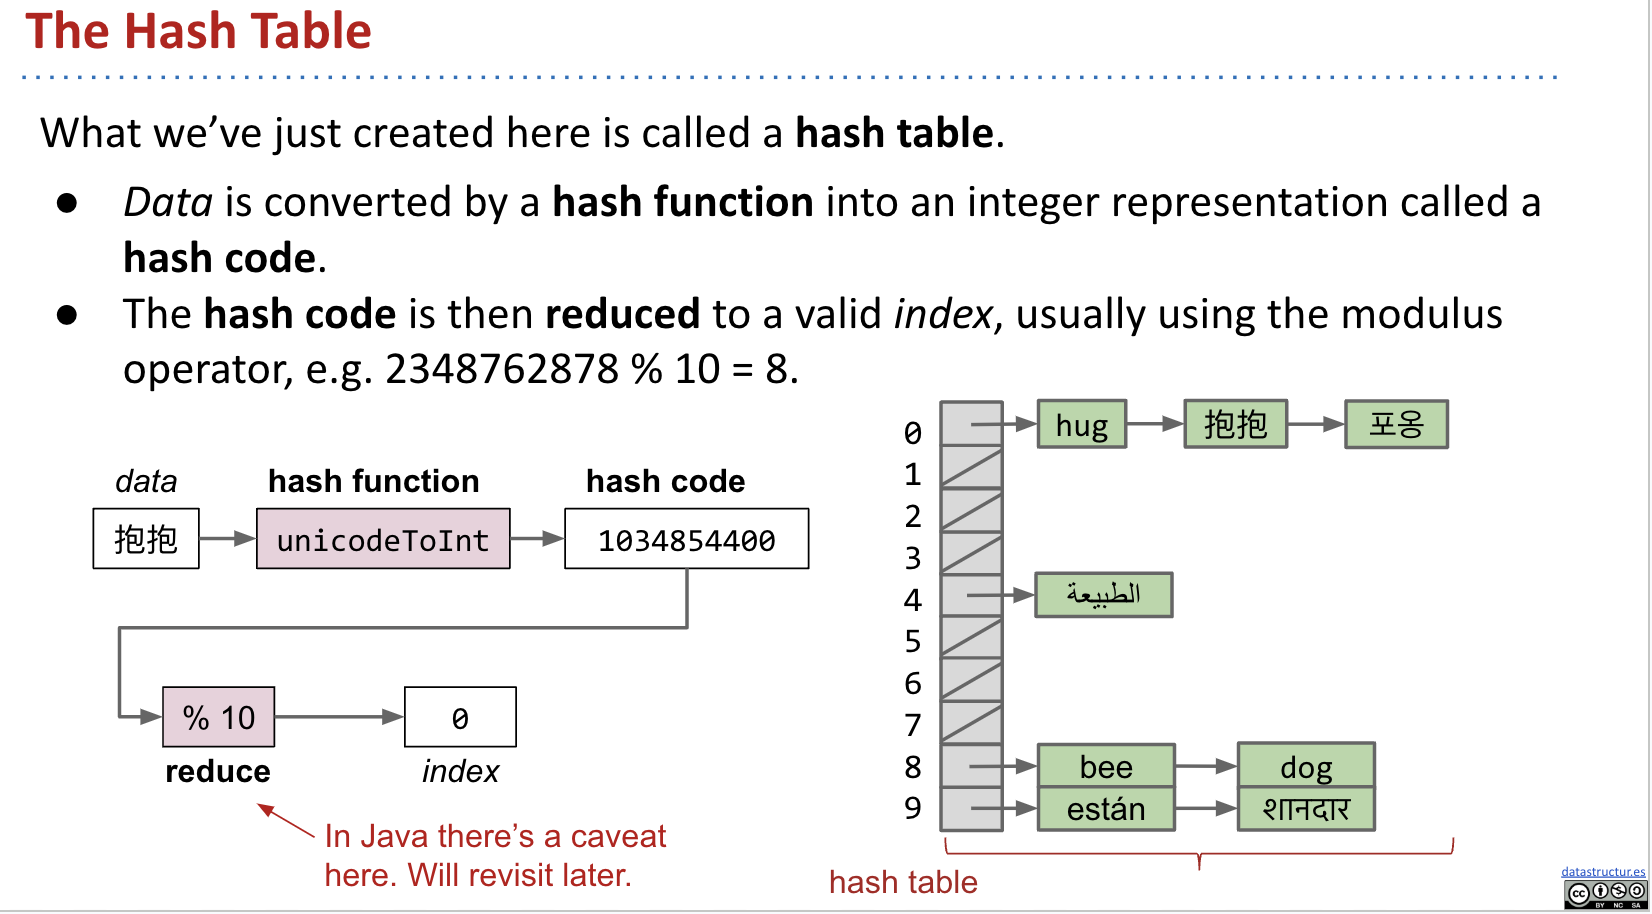 The Hash Table
What we’ve just created here is called a hash table.
● Data is converted by a hash function into an integer representation called a
hash code.
● The hash code is then reduced to a valid index, usually using the modulus
operator, e.g. 2348762878 % 10 = 8.
data
hash function
hash code
抱抱
unicodeToInt
1034854400
% 10
0
reduce
index
In Java there’s a caveat
here. Will revisit later.
0
hug
抱抱
포옹
1
2
3
4
الطبيعة
5
6
7
8
bee
dog
9
están
शानदार
hash table
datastructur.es
cc
BY NC SA